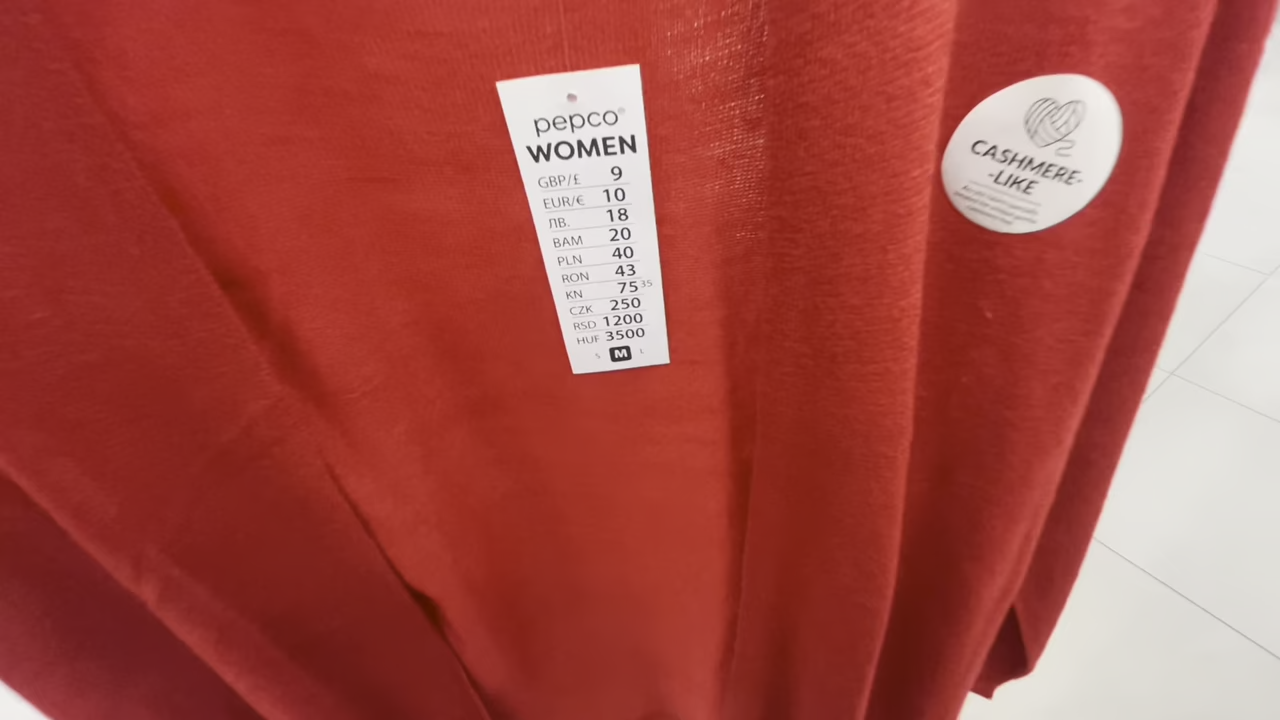 pepco®
WOMEN
GBP/£ 9
EUR/€ 10
ЛВ. 18
BAM 20
PLN 40
RON 43
KN 75 35
CZK 250
RSD 1200
HUF 3500
S M L
CASHMERE-
-LIKE